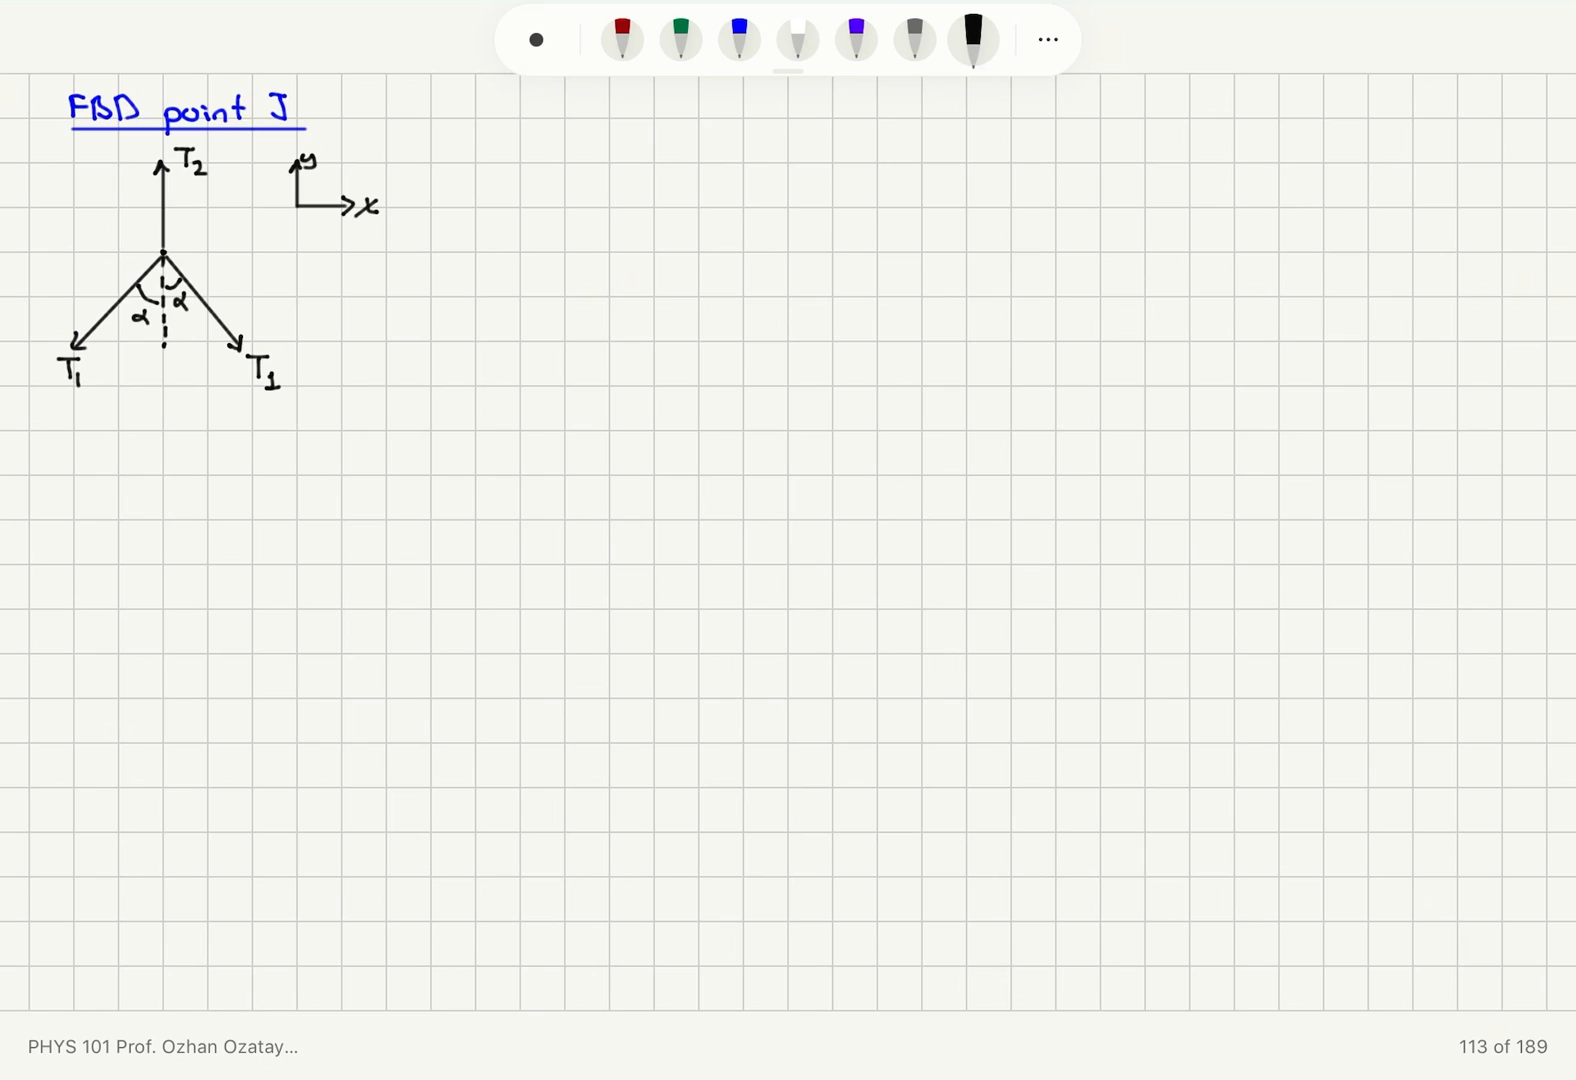 FBD point J
T₂
y
x
α
α
T₁
T₁
PHYS 101 Prof. Ozhan Ozatay...
113 of 189